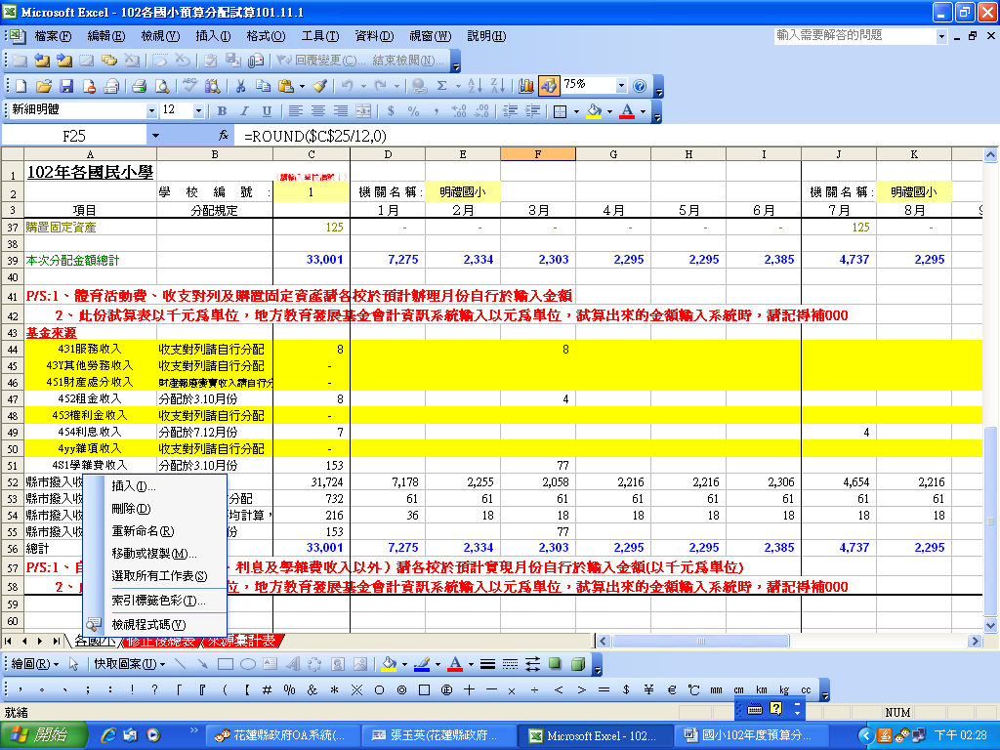 Microsoft Excel - 102各國小預算分配試算101.11.1
檔案(F) 編輯(E) 檢視(V) 插入(I) 格式(O) 工具(T) 資料(D) 視窗(W) 說明(H) 輸入需要解答的問題
回覆變更(C)... 結束檢閱(N)...
75%
新細明體 12 B I U $ % ,
F25 fx =ROUND($C$25/12,0)
A B C D E F G H I J K
1 102年各國民小學
2 學校編號: 1 機關名稱: 明禮國小 機關名稱: 明禮國小
3 項目 分配規定 1月 2月 3月 4月 5月 6月 7月 8月
37 購置固定資產 125 - - - - - - 125 -
38
39 本次分配金額總計 33,001 7,275 2,334 2,303 2,295 2,295 2,385 4,737 2,295
40
41 P/S:1、體育活動費、收支對列及購置固定資產請各校於預計辦理月份自行於輸入金額
42 2、此份試算表以千元為單位，地方教育發展基金會計資訊系統輸入以元為單位，試算出來的金額輸入系統時，請記得補000
43 基金來源
44 431服務收入 收支對列請自行分配 8 8
45 43Y其他勞務收入 收支對列請自行分配 -
46 451財產處分收入 財產報廢變賣收入請自行分 -
47 452租金收入 分配於3.10月份 8 4
48 453權利金收入 收支對列請自行分配 -
49 454利息收入 分配於7.12月份 7 4
50 4yy雜項收入 收支對列請自行分配 -
51 481學雜費收入 分配於3.10月份 153 77
52 縣市撥入收 31,724 7,178 2,255 2,058 2,216 2,216 2,306 4,654 2,216
53 縣市撥入收 分配 732 61 61 61 61 61 61 61 61
54 縣市撥入收 均計算， 216 36 18 18 18 18 18 18 18
55 縣市撥入收 份 153 77
56 總計 33,001 7,275 2,334 2,303 2,295 2,295 2,385 4,737 2,295
57 P/S:1、自 、利息及學雜費收入以外）請各校於預計實現月份自行於輸入金額(以千元為單位)
58 2、此 位，地方教育發展基金會計資訊系統輸入以元為單位，試算出來的金額輸入系統時，請記得補000
59
60
插入(I)...
刪除(D)
重新命名(R)
移動或複製(M)...
選取所有工作表(S)
索引標籤色彩(T)...
檢視程式碼(V)
各國小 修正後總表 來源彙計表
繪圖(R) 快取圖案(U) A
， 。 、 ； ： ！ ？ 「 『 （ 【 # % & * ※ ○ ◎ □ ㊣ + - × ÷ < > = $ ¥ € ℃ mm cm km kg cc
就緒 NUM
開始 花蓮縣政府OA系統(... 張玉英(花蓮縣政府... Microsoft Excel - 102... 國小102年度預算分... 下午 02:28